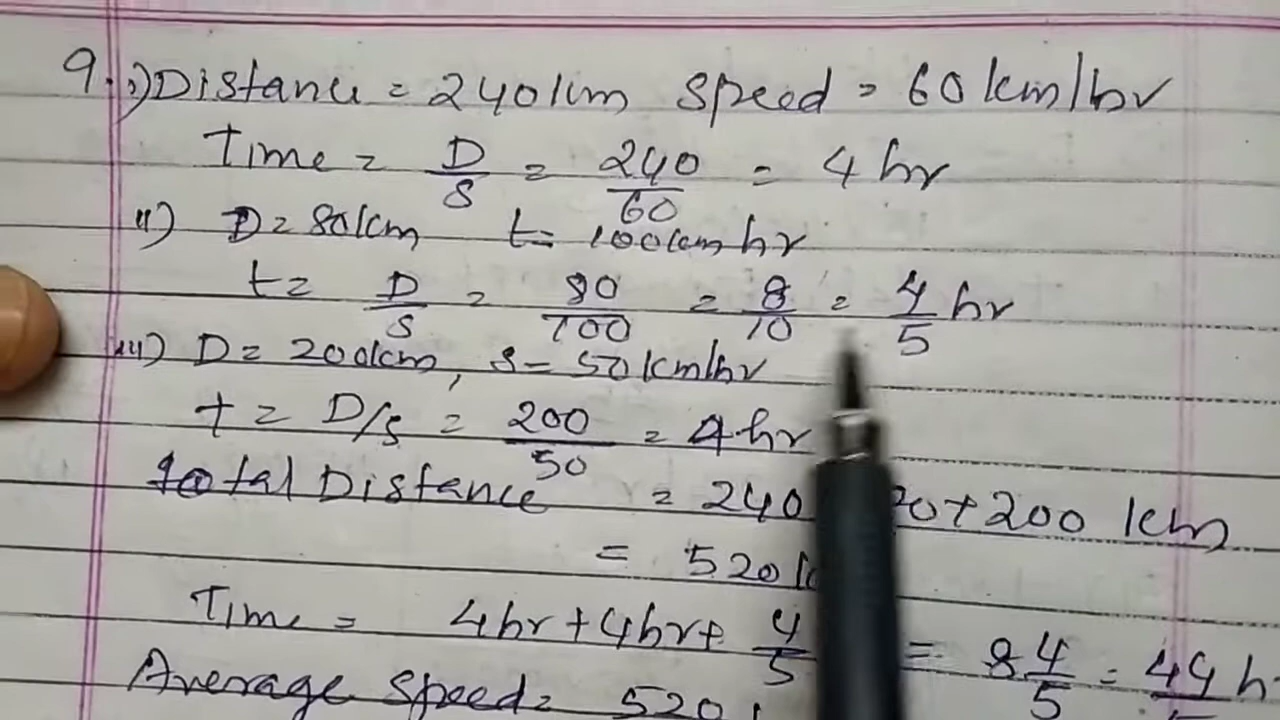 9. i) Distance = 240 km Speed = 60 km/hr
Time = D/S = 240/60 = 4 hr
ii) D = 80 km t = 100 km hr
t = D/S = 80/100 = 8/10 = 4/5 hr
iii) D = 200 km, s = 50 km/hr
t = D/s = 200/50 = 4 hr
total Distance = 240 0+200 km
= 520
Time = 4hr + 4hr + 4/5 = 8 4/5 = 44 h
Average Speed = 520